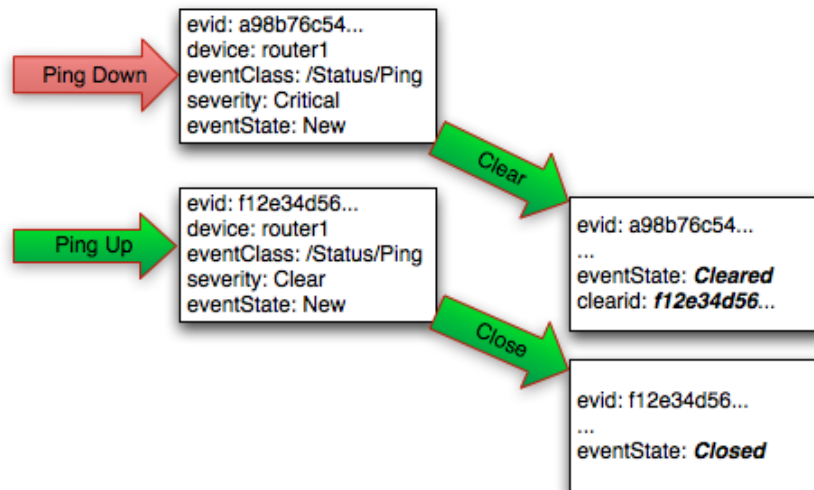 Ping Down
evid: a98b76c54...
device: router1
eventClass: /Status/Ping
severity: Critical
eventState: New
Clear
Ping Up
evid: f12e34d56...
device: router1
eventClass: /Status/Ping
severity: Clear
eventState: New
Close
evid: a98b76c54...
...
eventState: Cleared
clearid: f12e34d56...
evid: f12e34d56...
...
eventState: Closed